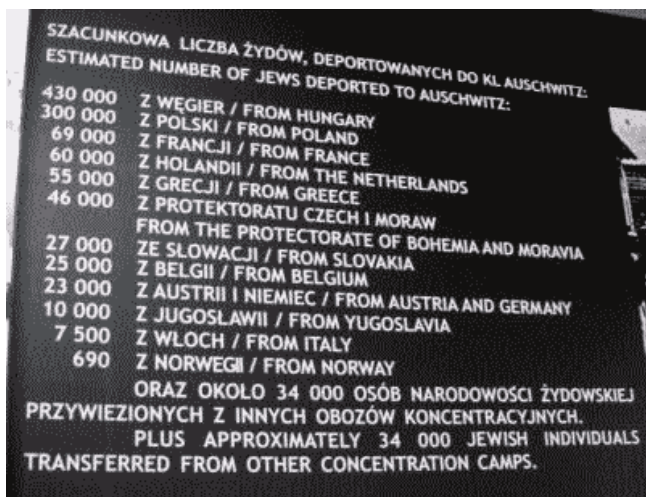 SZACUNKOWA LICZBA ŻYDÓW, DEPORTOWANYCH DO KL AUSCHWITZ:
ESTIMATED NUMBER OF JEWS DEPORTED TO AUSCHWITZ:
430 000 Z WĘGIER / FROM HUNGARY
300 000 Z POLSKI / FROM POLAND
69 000 Z FRANCJI / FROM FRANCE
60 000 Z HOLANDII / FROM THE NETHERLANDS
55 000 Z GRECJI / FROM GREECE
46 000 Z PROTEKTORATU CZECH I MORAW
FROM THE PROTECTORATE OF BOHEMIA AND MORAVIA
27 000 ZE SŁOWACJI / FROM SLOVAKIA
25 000 Z BELGII / FROM BELGIUM
23 000 Z AUSTRII I NIEMIEC / FROM AUSTRIA AND GERMANY
10 000 Z JUGOSŁAWII / FROM YUGOSLAVIA
7 500 Z WŁOCH / FROM ITALY
690 Z NORWEGII / FROM NORWAY
ORAZ OKOŁO 34 000 OSÓB NARODOWOŚCI ŻYDOWSKIEJ
PRZYWIEZIONYCH Z INNYCH OBOZÓW KONCENTRACYJNYCH.
PLUS APPROXIMATELY 34 000 JEWISH INDIVIDUALS
TRANSFERRED FROM OTHER CONCENTRATION CAMPS.